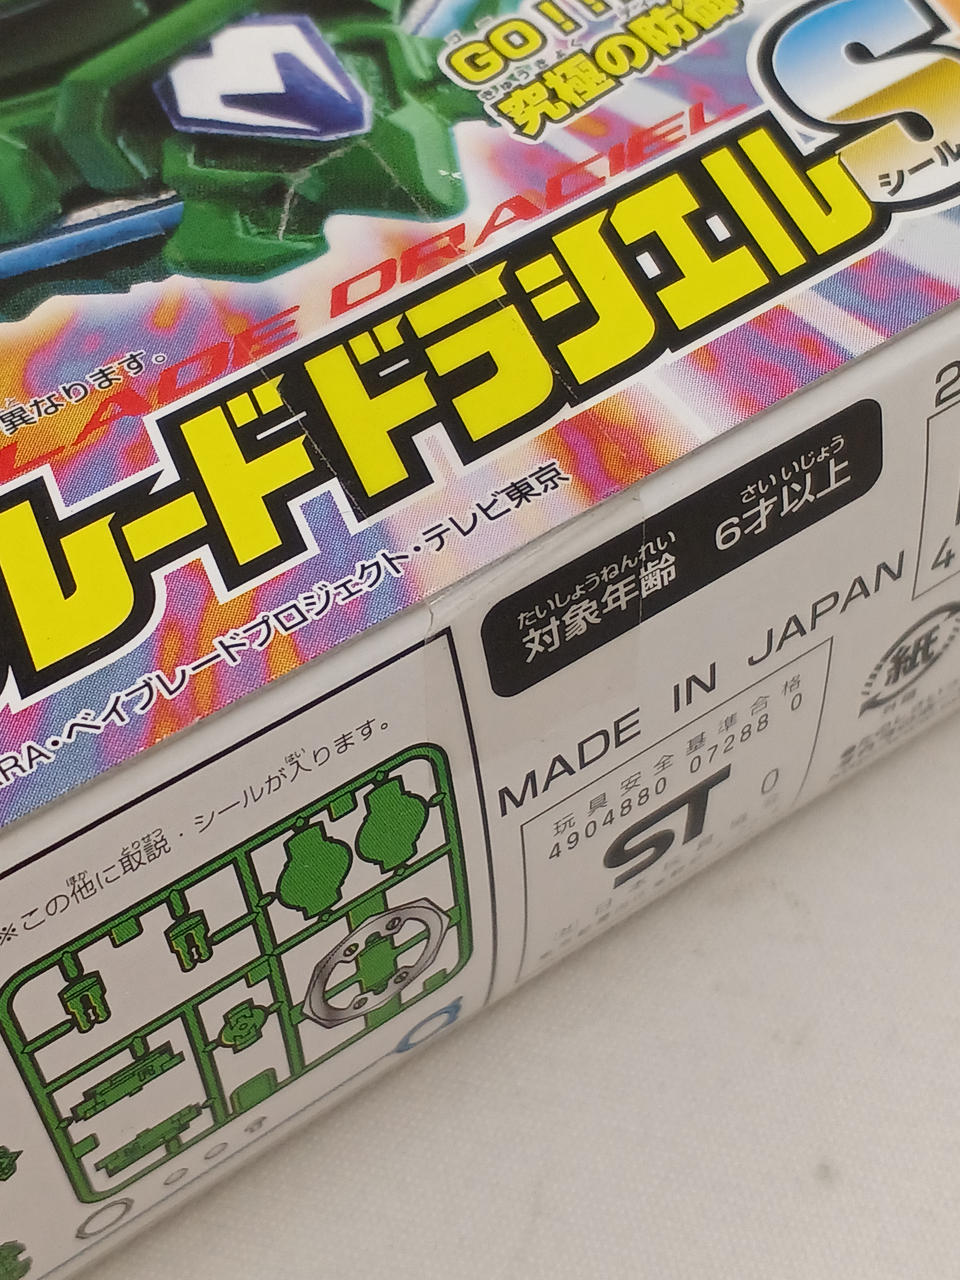 GO!!
究極の防御
LADE DRACIEL
レードドラシエルS
シール
異なります。
ARA・ベイブレードプロジェクト・テレビ東京
対象年齢 6才以上
たいしょうねんれい さいいじょう
MADE IN JAPAN
玩具安全基準合格
4904880 07288 0
ST
紙
※この他に取説・シールが入ります。